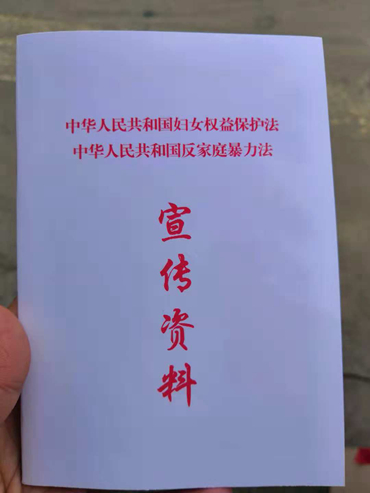 中华人民共和国妇女权益保护法
中华人民共和国反家庭暴力法
宣传资料